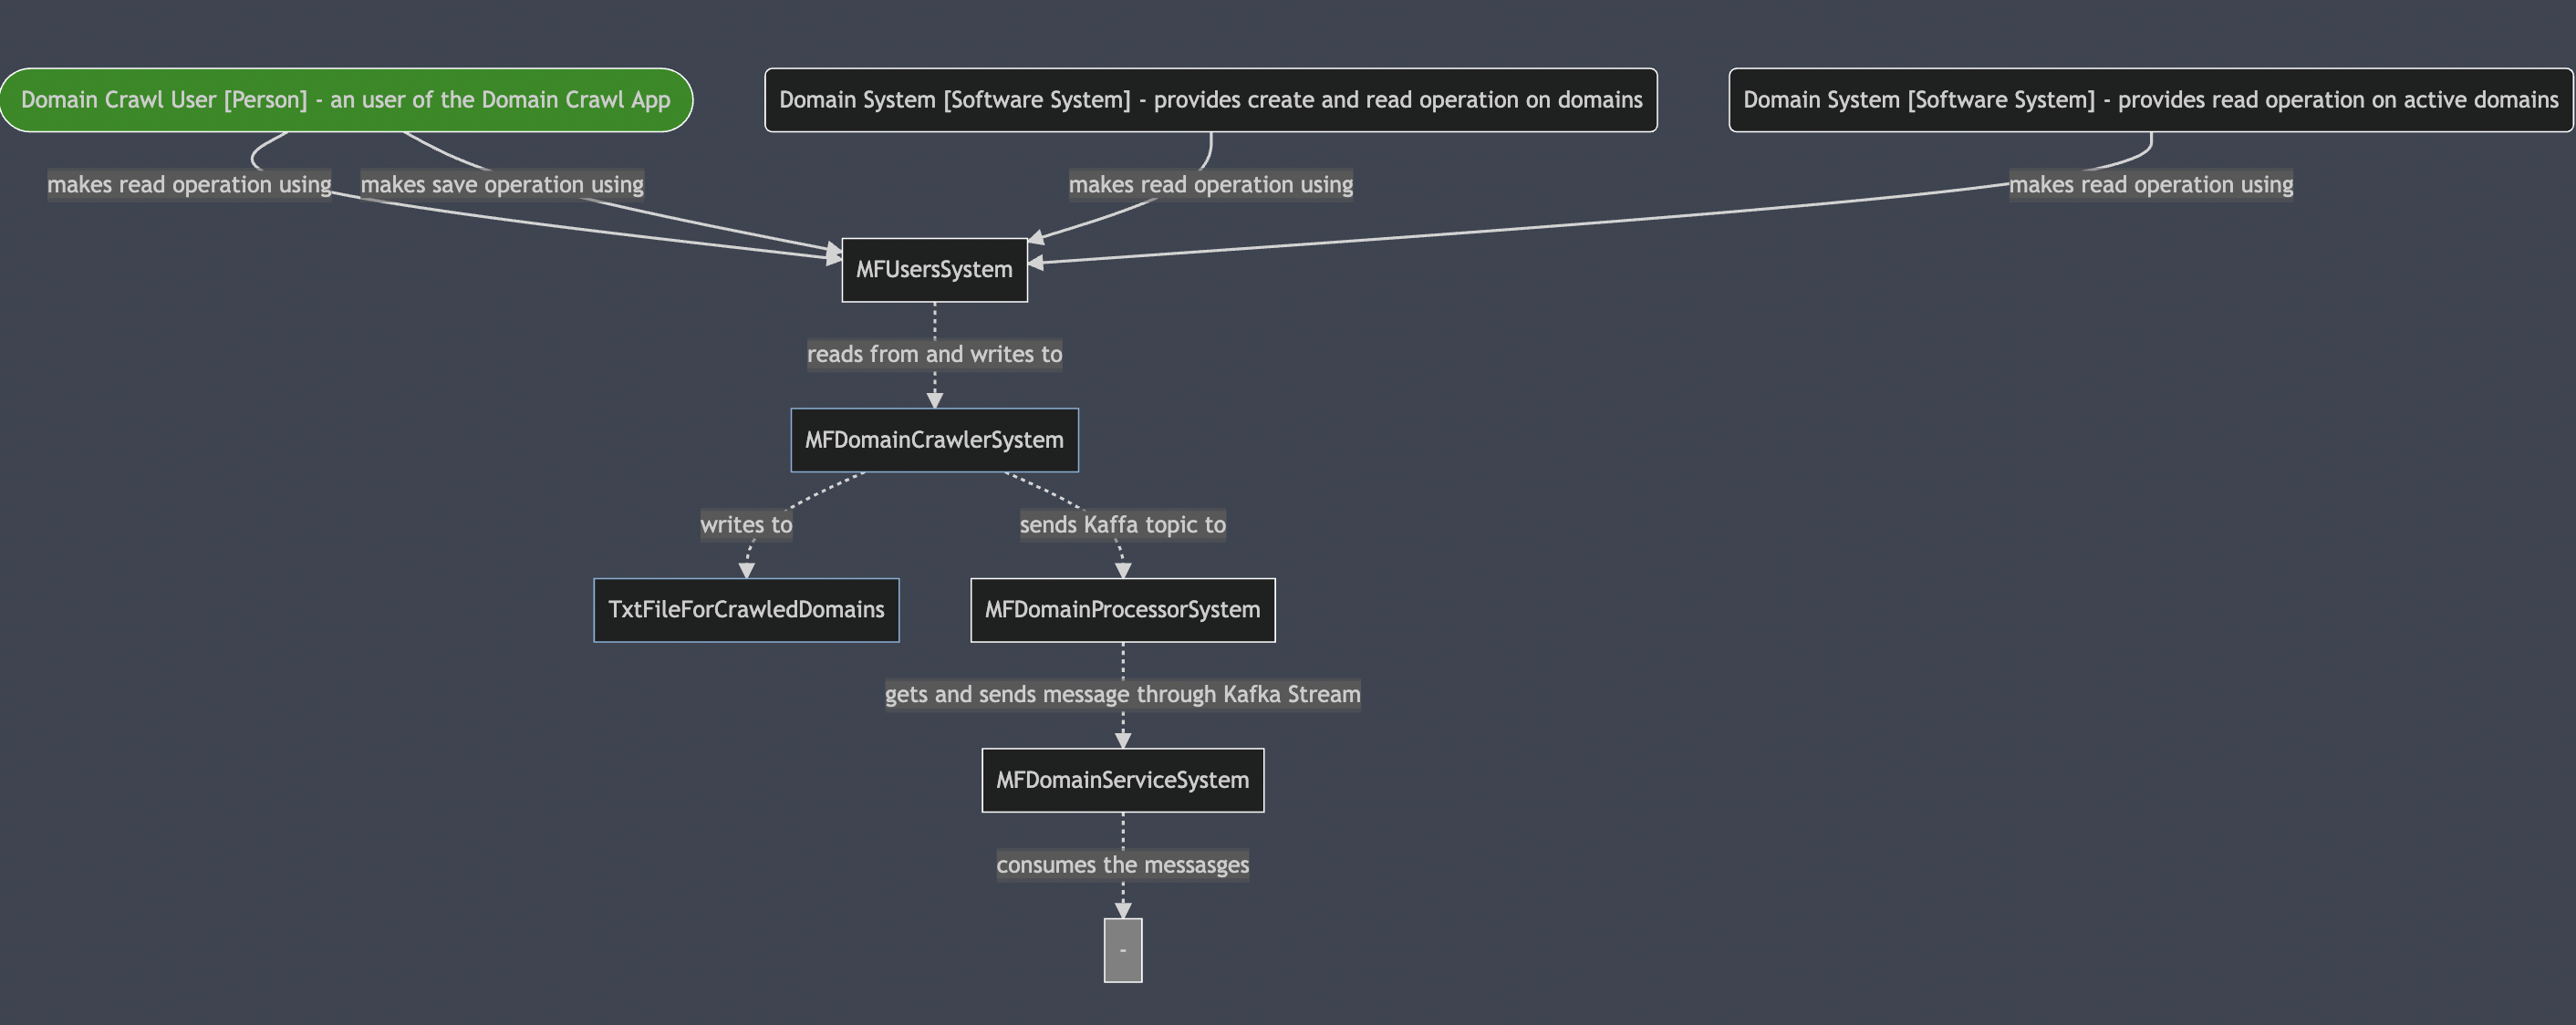 Domain Crawl User [Person] - an user of the Domain Crawl App
Domain System [Software System] - provides create and read operation on domains
Domain System [Software System] - provides read operation on active domains
makes read operation using
makes save operation using
makes read operation using
makes read operation using
MFUsersSystem
reads from and writes to
MFDomainCrawlerSystem
writes to
sends Kaffa topic to
TxtFileForCrawledDomains
MFDomainProcessorSystem
gets and sends message through Kafka Stream
MFDomainServiceSystem
consumes the messasges
-